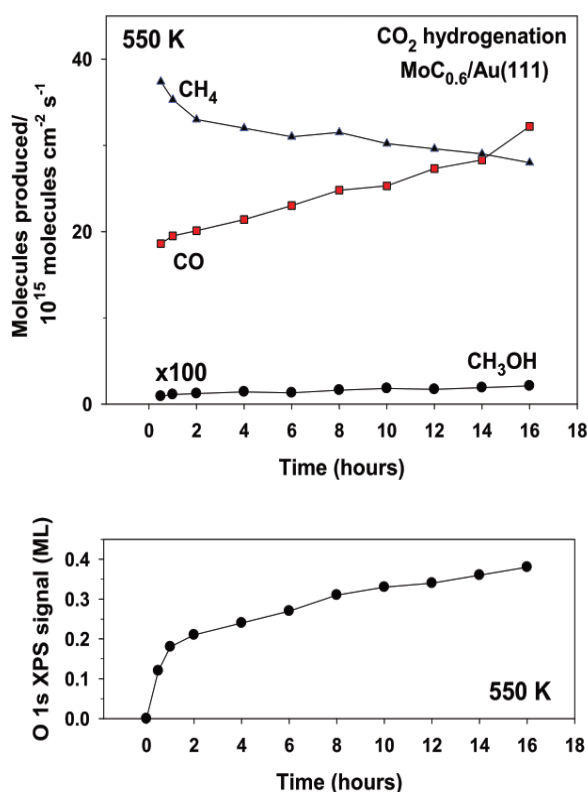 550 K
CO₂ hydrogenation
MoC₀.₆/Au(111)
CH₄
CO
x100
CH₃OH
Molecules produced/
10¹⁵ molecules cm⁻² s⁻¹
40
20
0
0 2 4 6 8 10 12 14 16 18
Time (hours)
O 1s XPS signal (ML)
0.4
0.3
0.2
0.1
0.0
550 K
0 2 4 6 8 10 12 14 16 18
Time (hours)